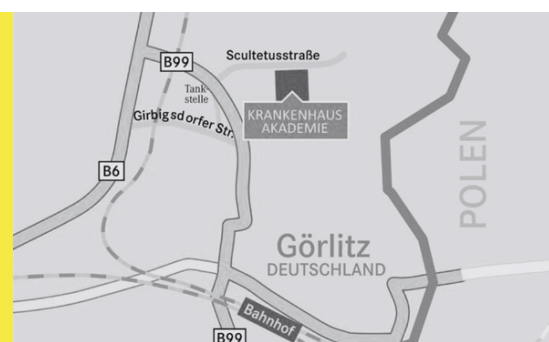 Scultetusstraße
B99
Tank-
stelle
KRANKENHAUS
AKADEMIE
Girbigsdorfer Str.
B6
POLEN
Görlitz
DEUTSCHLAND
Bahnhof
B99